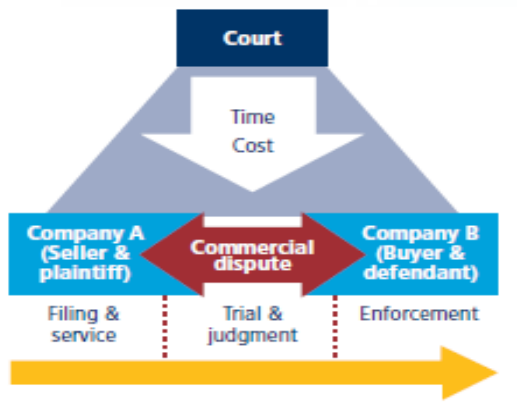 Court
Time
Cost
Company A
(Seller &
plaintiff)
Commercial
dispute
Company B
(Buyer &
defendant)
Filing &
service
Trial &
judgment
Enforcement